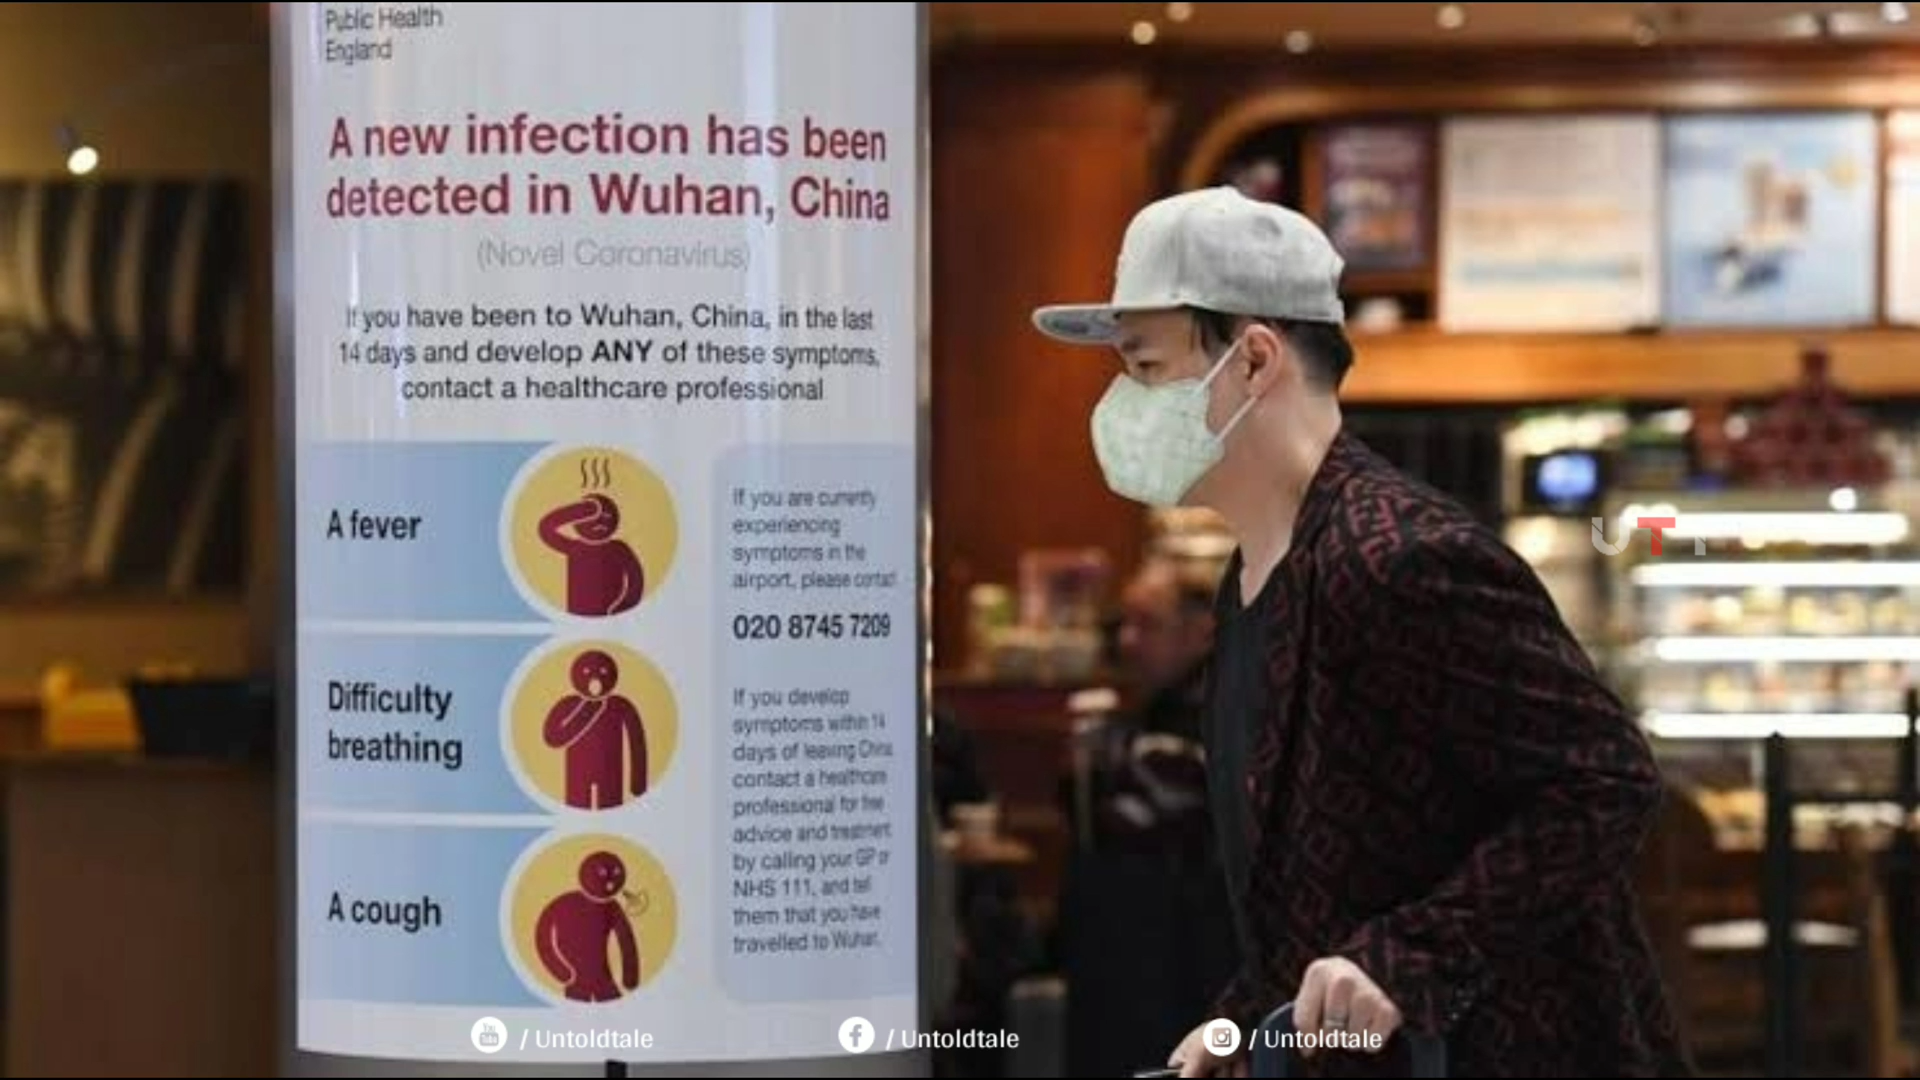 Public Health
England
A new infection has been
detected in Wuhan, China
(Novel Coronavirus)
If you have been to Wuhan, China, in the last
14 days and develop ANY of these symptoms,
contact a healthcare professional
A fever
Difficulty
breathing
A cough
If you are currently
experiencing
symptoms in the
airport, please contact
020 8745 7209
If you develop
symptoms within 14
days of leaving China
contact a healthcare
professional for free
advice and treatment
by calling your GP or
NHS 111, and tell
them that you have
travelled to Wuhan.
UTT
You
Tube
/ Untoldtale
/ Untoldtale
/ Untoldtale